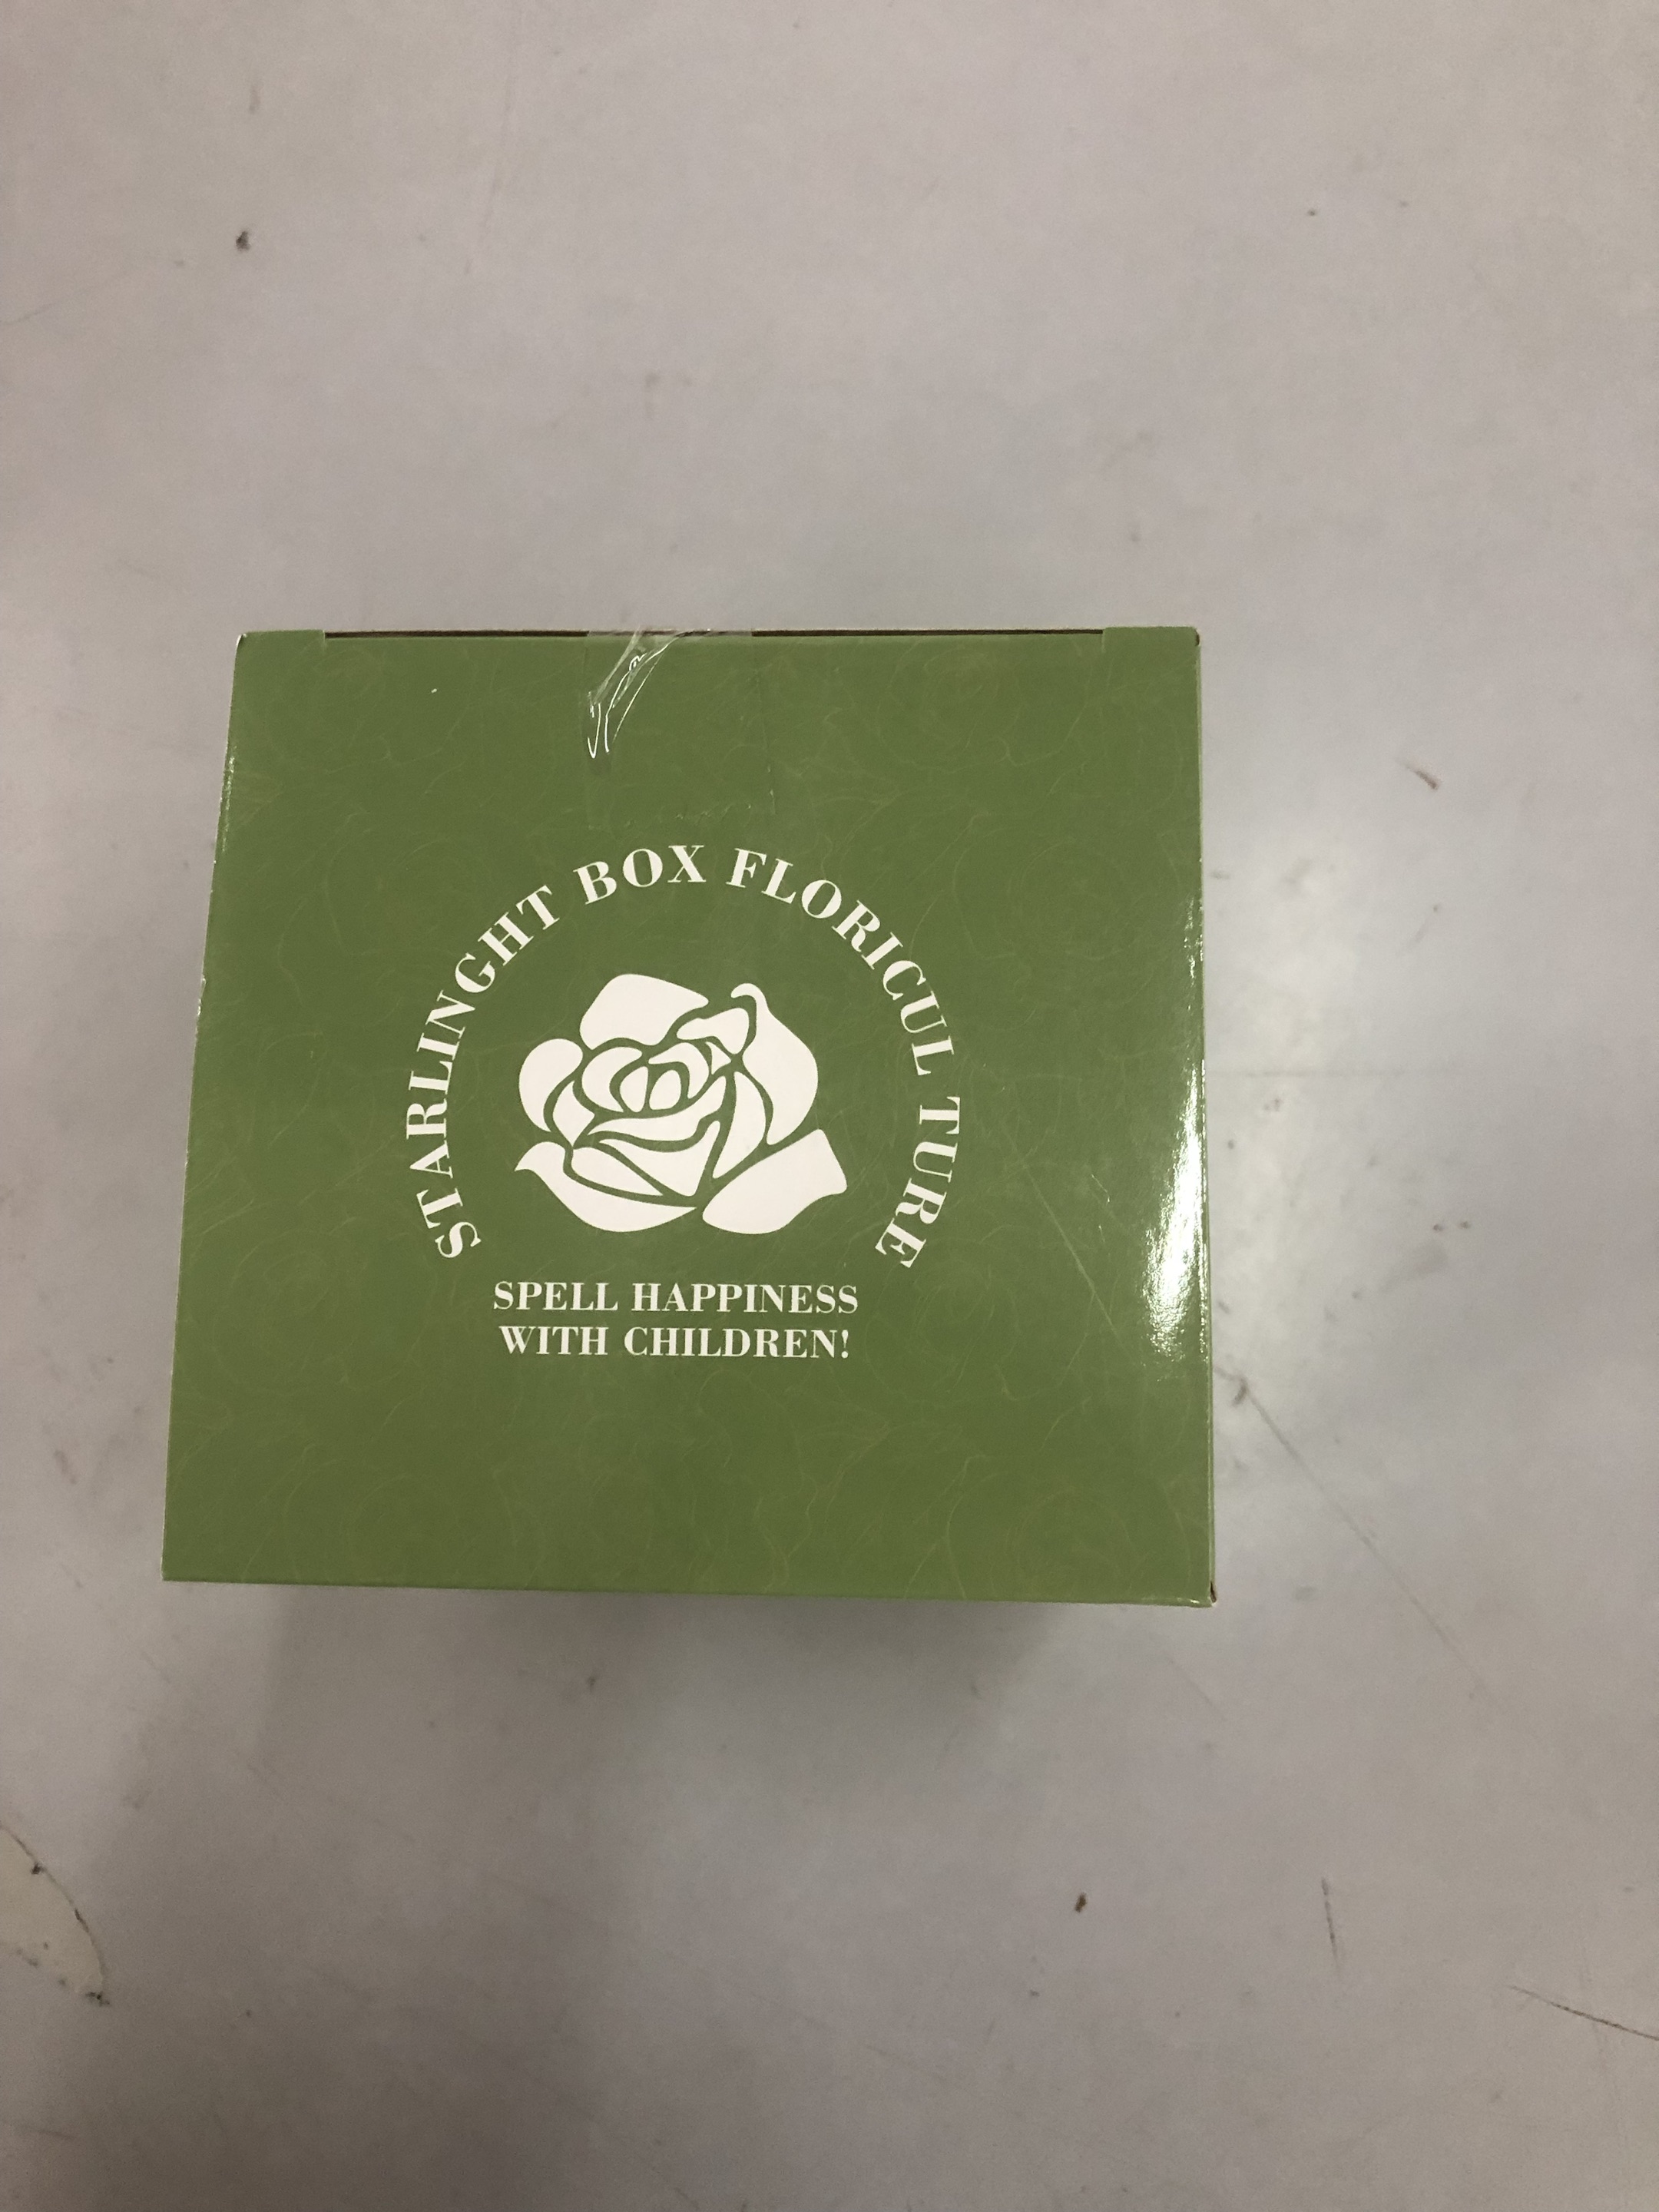 STARLINGHT BOX FLORICUL TURE
SPELL HAPPINESS
WITH CHILDREN!